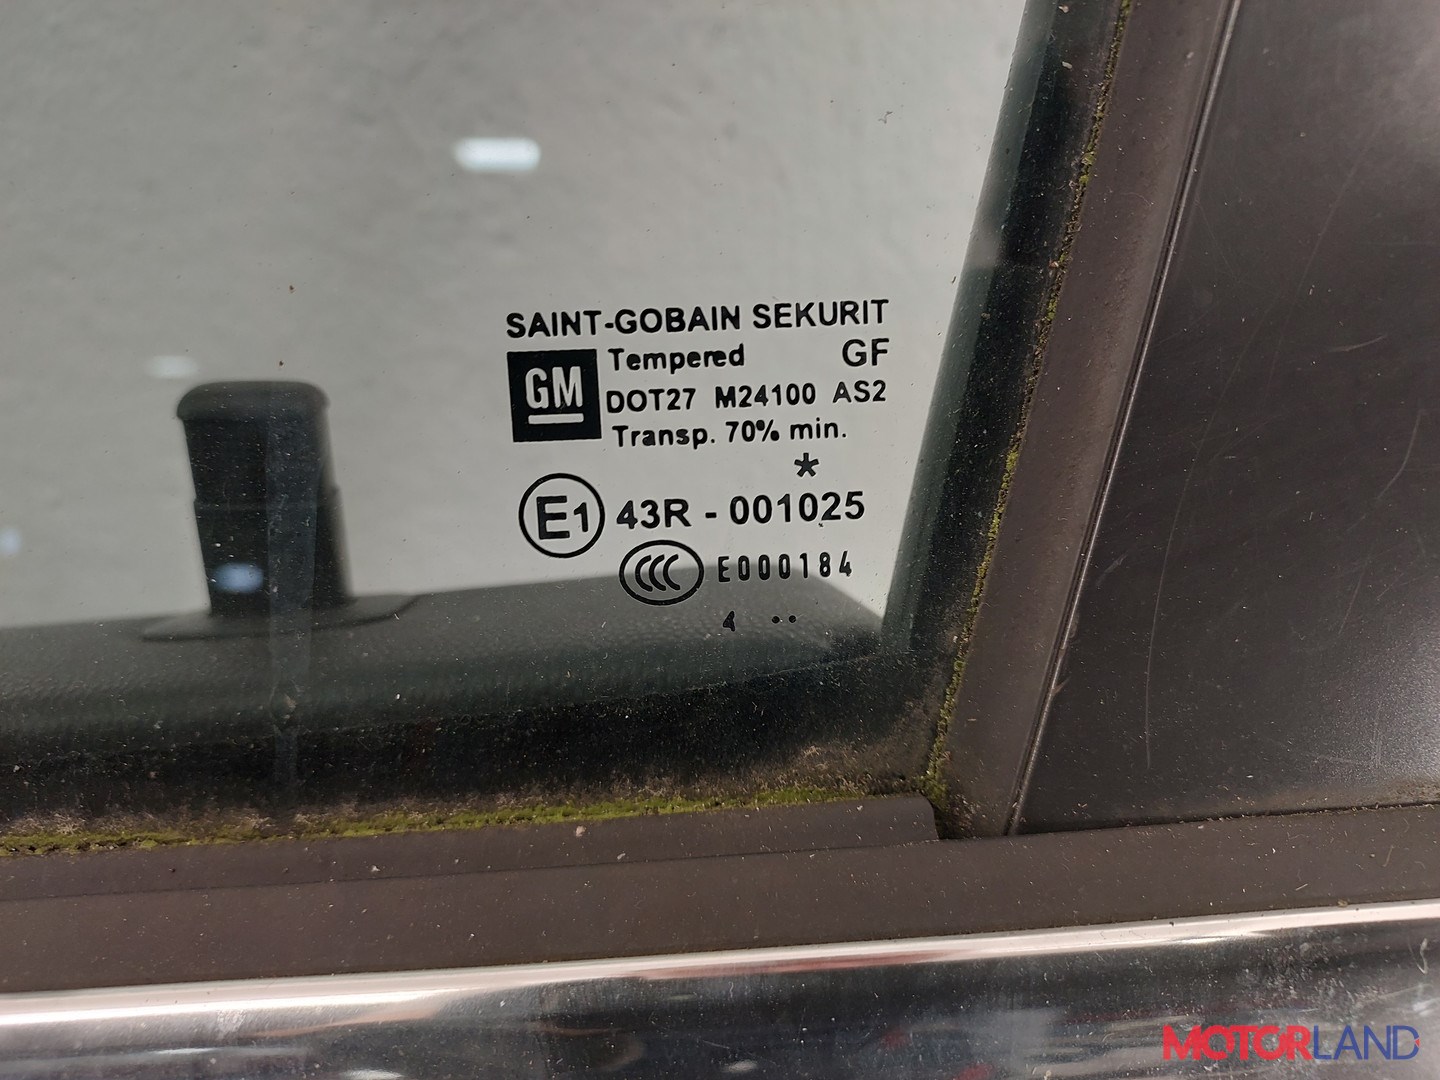 SAINT-GOBAIN SEKURIT
GM
Tempered GF
DOT27 M24100 AS2
Transp. 70% min.
*
E1 43R - 001025
CCC E000184
4 ..
MOTORLAND